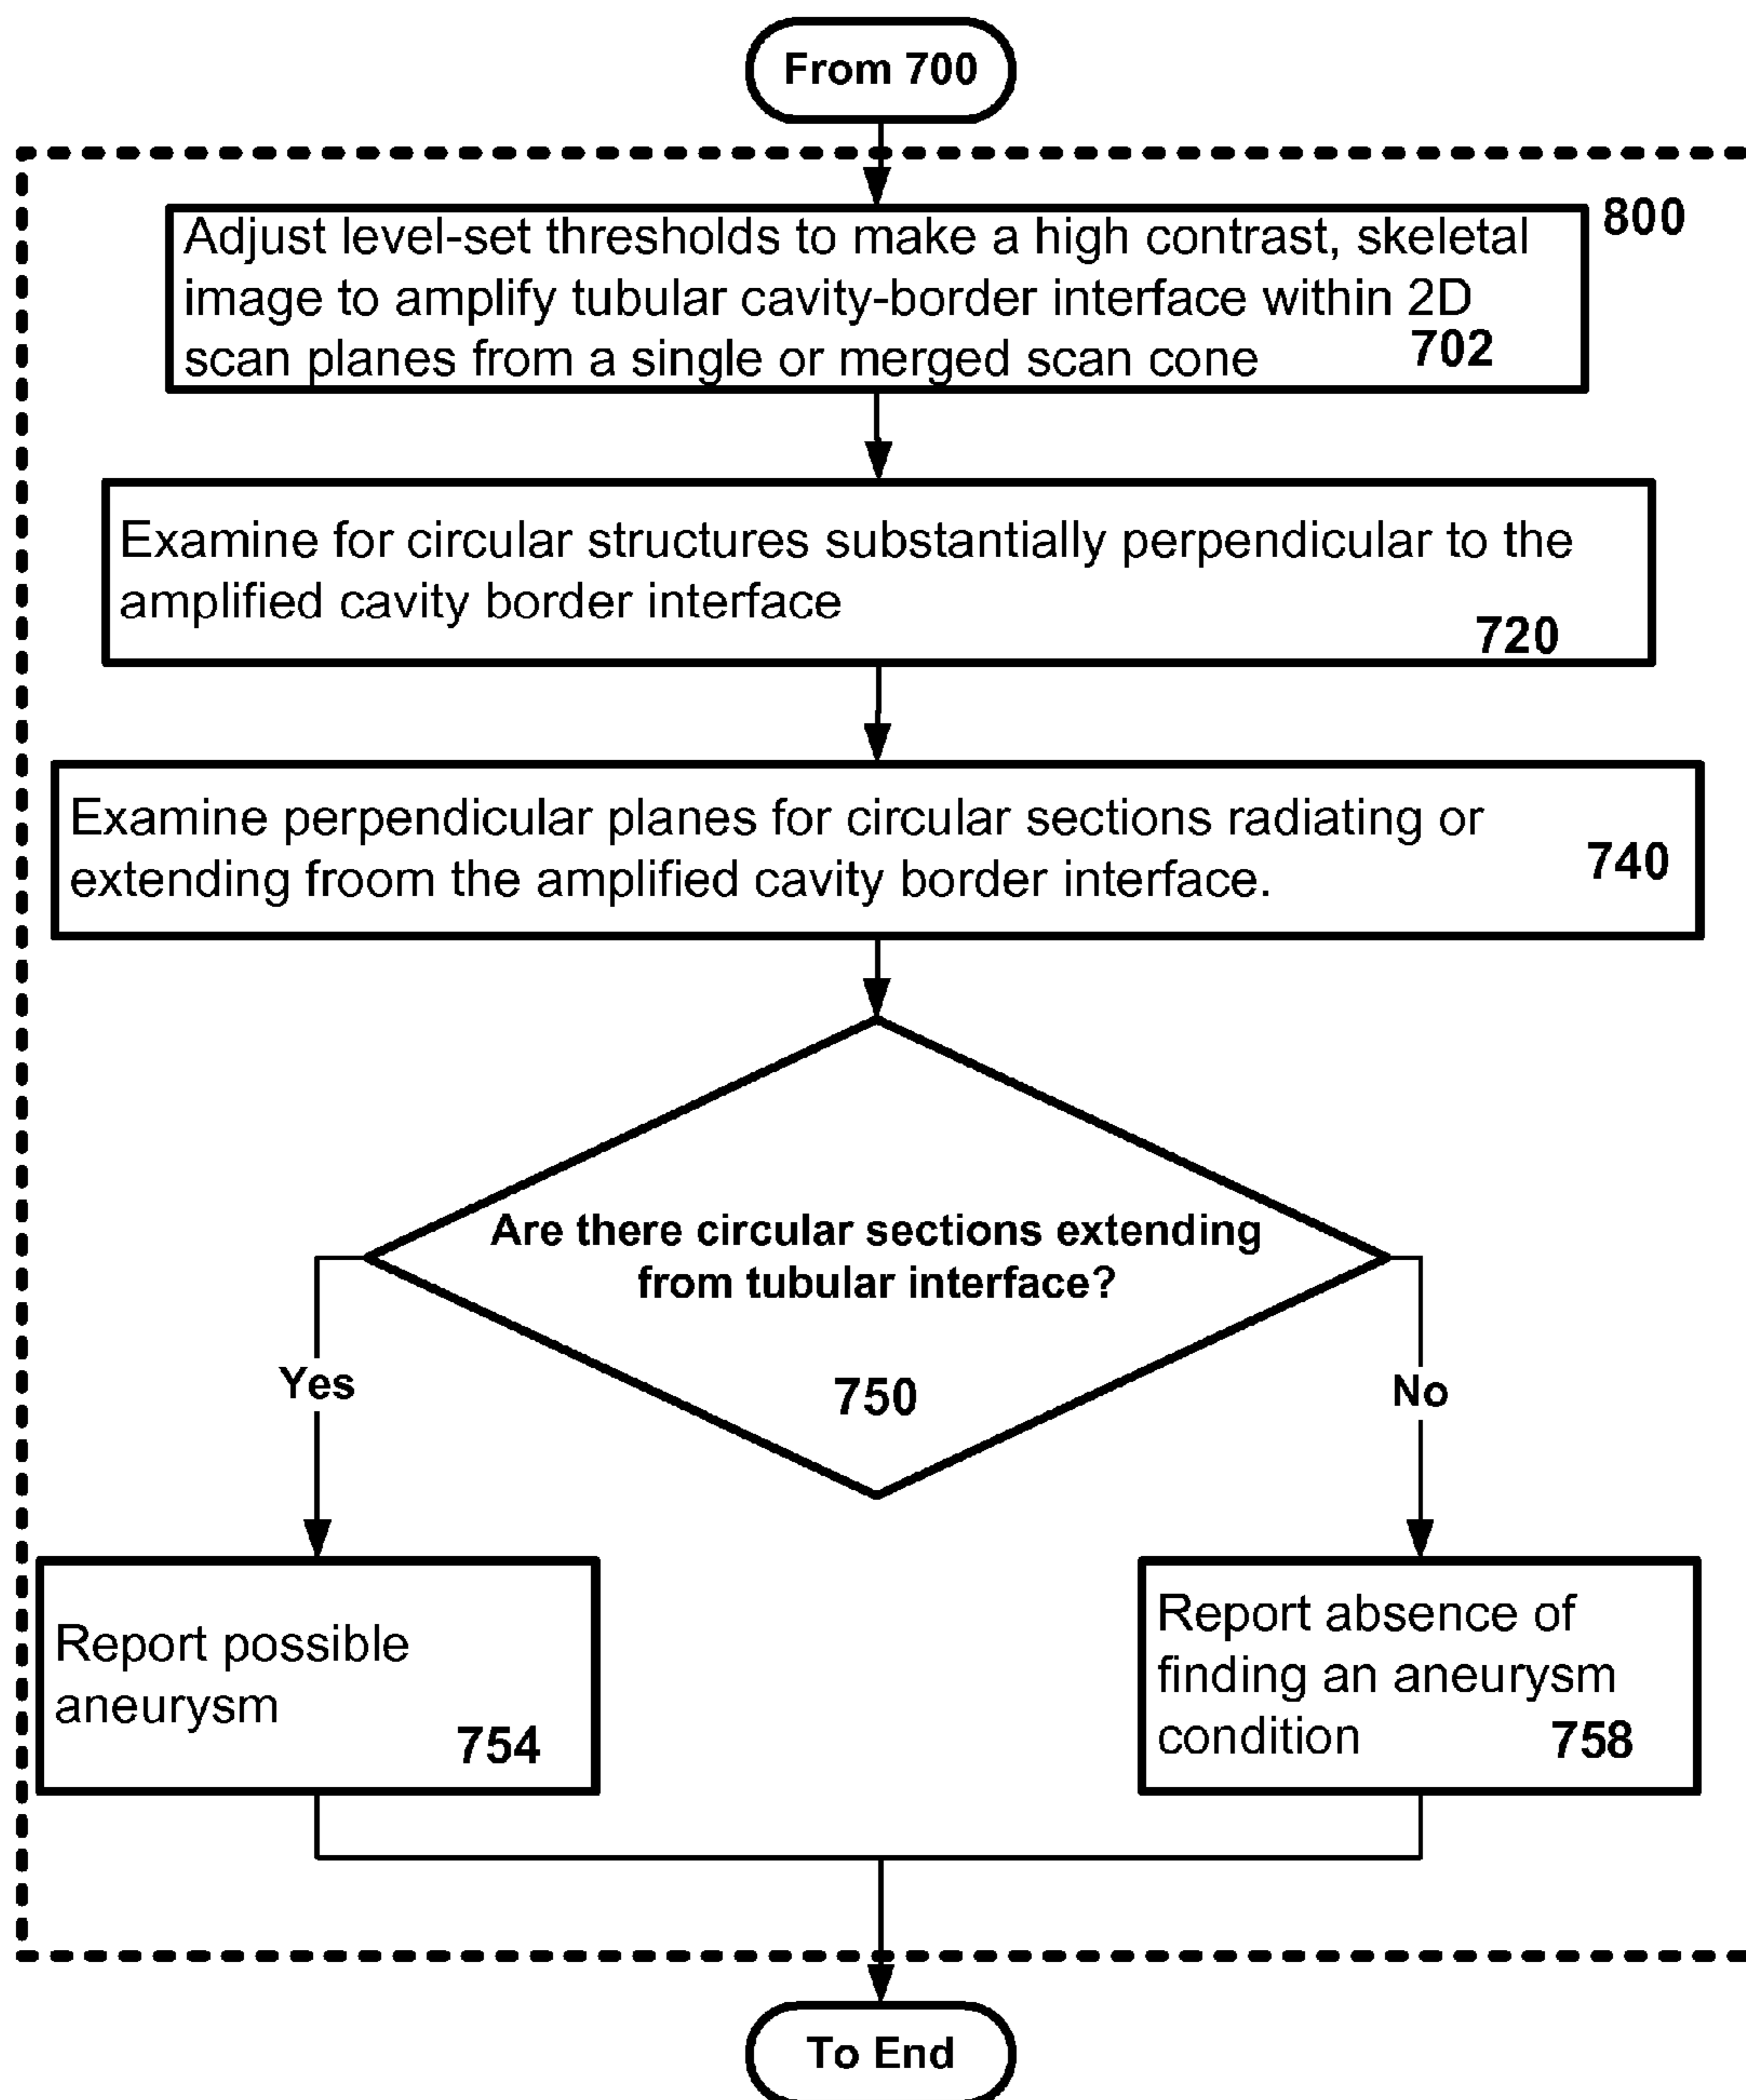 From 700
800
Adjust level-set thresholds to make a high contrast, skeletal
image to amplify tubular cavity-border interface within 2D
scan planes from a single or merged scan cone
702
Examine for circular structures substantially perpendicular to the
amplified cavity border interface
720
Examine perpendicular planes for circular sections radiating or
extending froom the amplified cavity border interface.
740
Are there circular sections extending
from tubular interface?
750
Yes
No
Report possible
aneurysm
754
Report absence of
finding an aneurysm
condition
758
To End